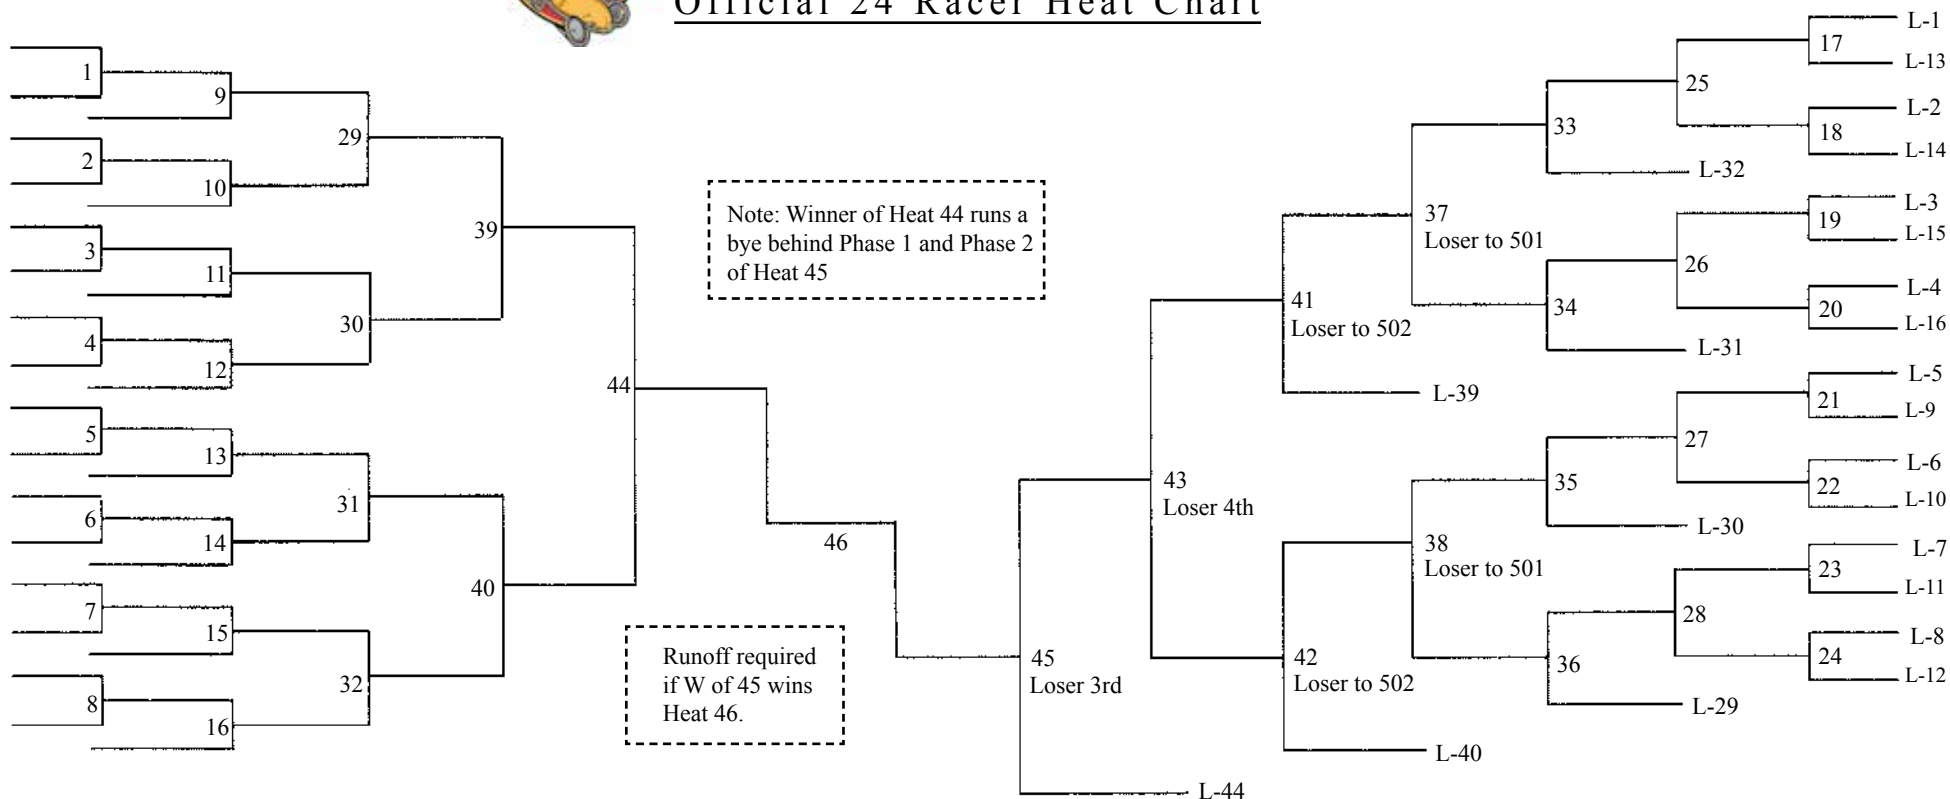 Official 24 Racer Heat Chart
1
9
2
10
29
3
11
4
12
30
39
5
13
6
14
31
7
15
8
16
32
40
44
46
Note: Winner of Heat 44 runs a
bye behind Phase 1 and Phase 2
of Heat 45
Runoff required
if W of 45 wins
Heat 46.
45
Loser 3rd
L-44
43
Loser 4th
41
Loser to 502
L-39
42
Loser to 502
L-40
37
Loser to 501
38
Loser to 501
33
L-32
34
L-31
35
L-30
36
L-29
25
26
27
28
17
L-1
L-13
18
L-2
L-14
19
L-3
L-15
20
L-4
L-16
21
L-5
L-9
22
L-6
L-10
23
L-7
L-11
24
L-8
L-12